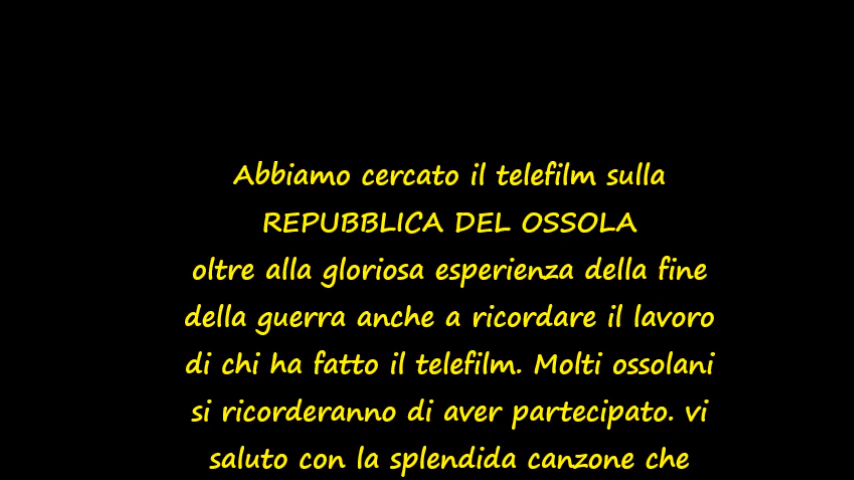 Abbiamo cercato il telefilm sulla
REPUBBLICA DEL OSSOLA
oltre alla gloriosa esperienza della fine
della guerra anche a ricordare il lavoro
di chi ha fatto il telefilm. Molti ossolani
si ricorderanno di aver partecipato. vi
saluto con la splendida canzone che